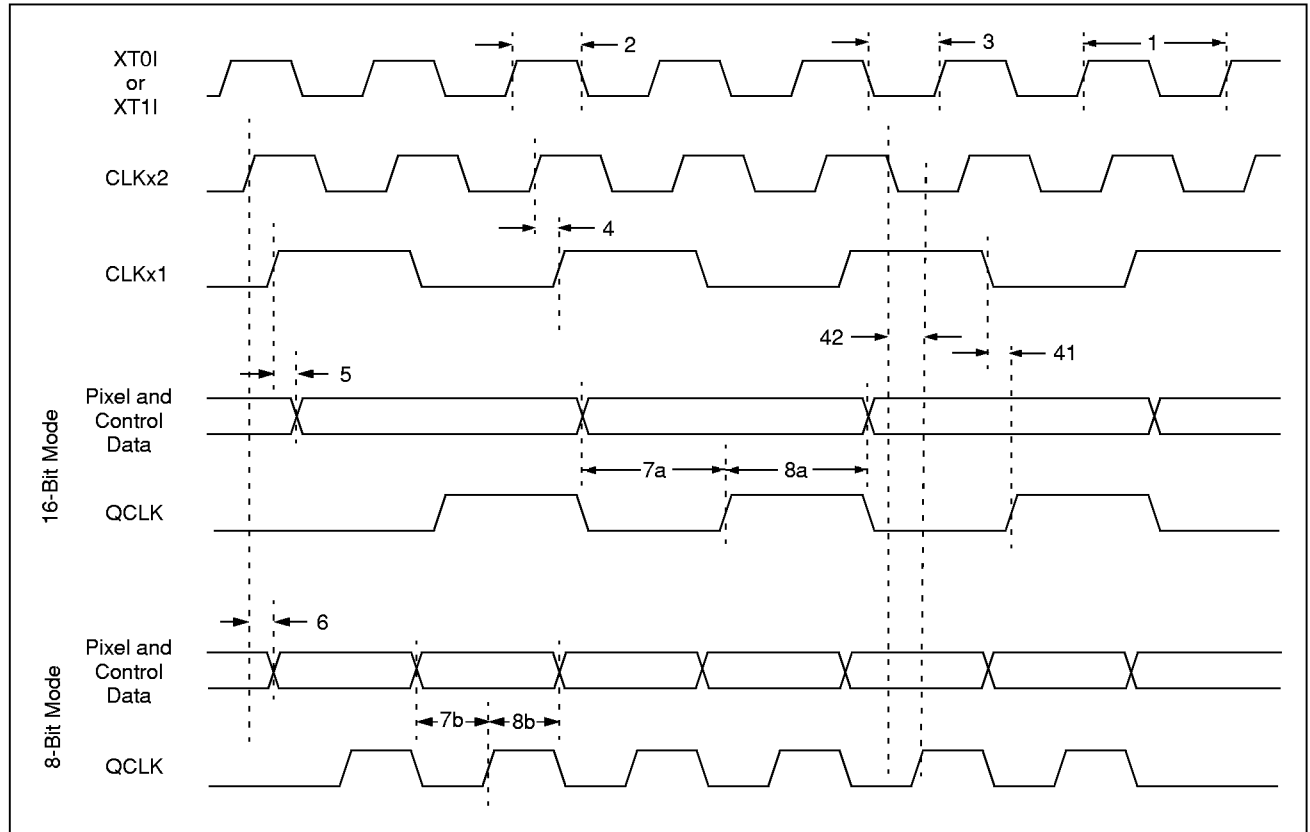 XT0I
or
XT1I
2
3
1
CLKx2
4
CLKx1
42
41
5
16-Bit Mode
Pixel and
Control
Data
7a
8a
QCLK
6
8-Bit Mode
Pixel and
Control
Data
7b
8b
QCLK